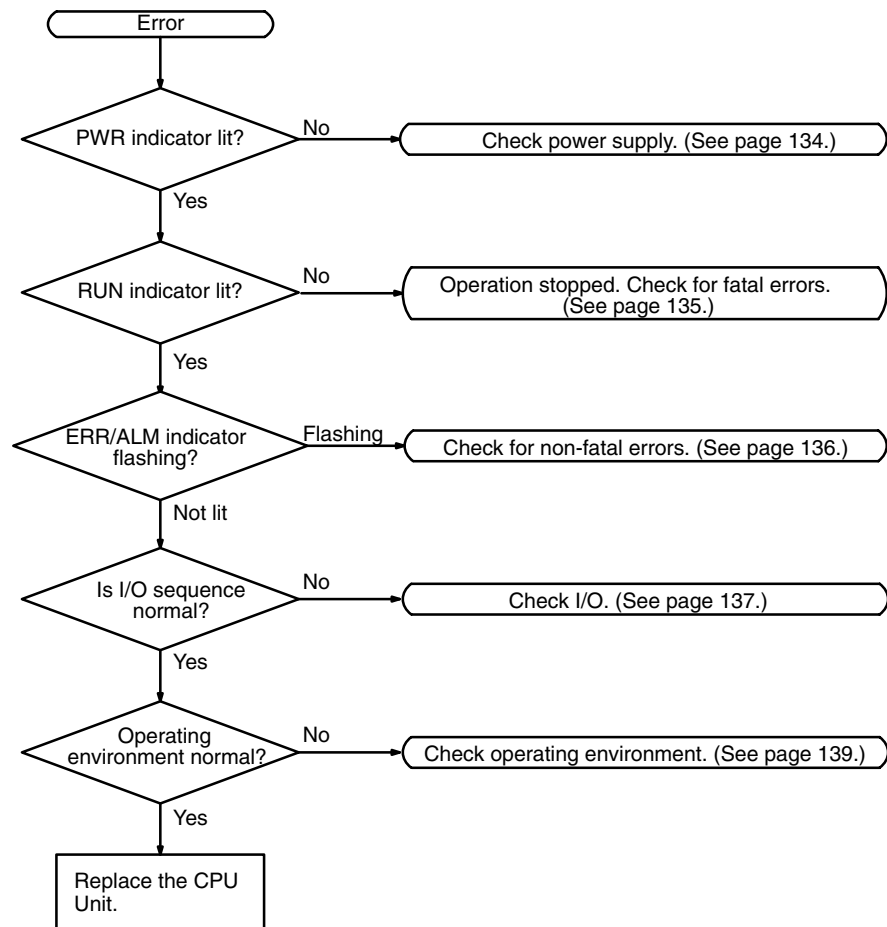 Error
PWR indicator lit?
No
Check power supply. (See page 134.)
Yes
RUN indicator lit?
No
Operation stopped. Check for fatal errors.
(See page 135.)
Yes
ERR/ALM indicator
flashing?
Flashing
Check for non-fatal errors. (See page 136.)
Not lit
Is I/O sequence
normal?
No
Check I/O. (See page 137.)
Yes
Operating
environment normal?
No
Check operating environment. (See page 139.)
Yes
Replace the CPU
Unit.